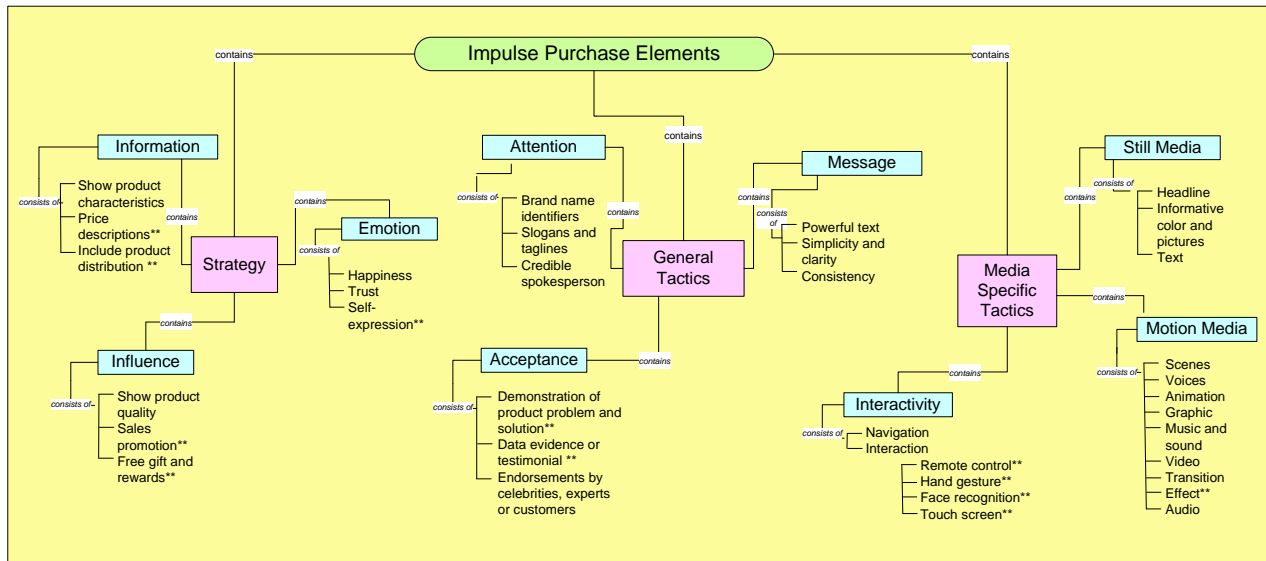 Impulse Purchase Elements
contains
contains
contains
Information
consists of
Show product
characteristics
Price
descriptions**
Include product
distribution **
contains
Strategy
contains
Emotion
consists
of
Happiness
Trust
Self-
expression**
contains
Influence
consists of
Show product
quality
Sales
promotion**
Free gift and
rewards**
Attention
consists of
Brand name
identifiers
Slogans and
taglines
Credible
spokesperson
contains
General
Tactics
contains
Message
consists
of
Powerful text
Simplicity and
clarity
Consistency
contains
Acceptance
consists of
Demonstration of
product problem and
solution**
Data evidence or
testimonial **
Endorsements by
celebrities, experts
or customers
Media
Specific
Tactics
contains
Still Media
consists of
Headline
Informative
color and
pictures
Text
contains
Motion Media
consists of
Scenes
Voices
Animation
Graphic
Music and
sound
Video
Transition
Effect**
Audio
contains
Interactivity
consists of
Navigation
Interaction
Remote control**
Hand gesture**
Face recognition**
Touch screen**